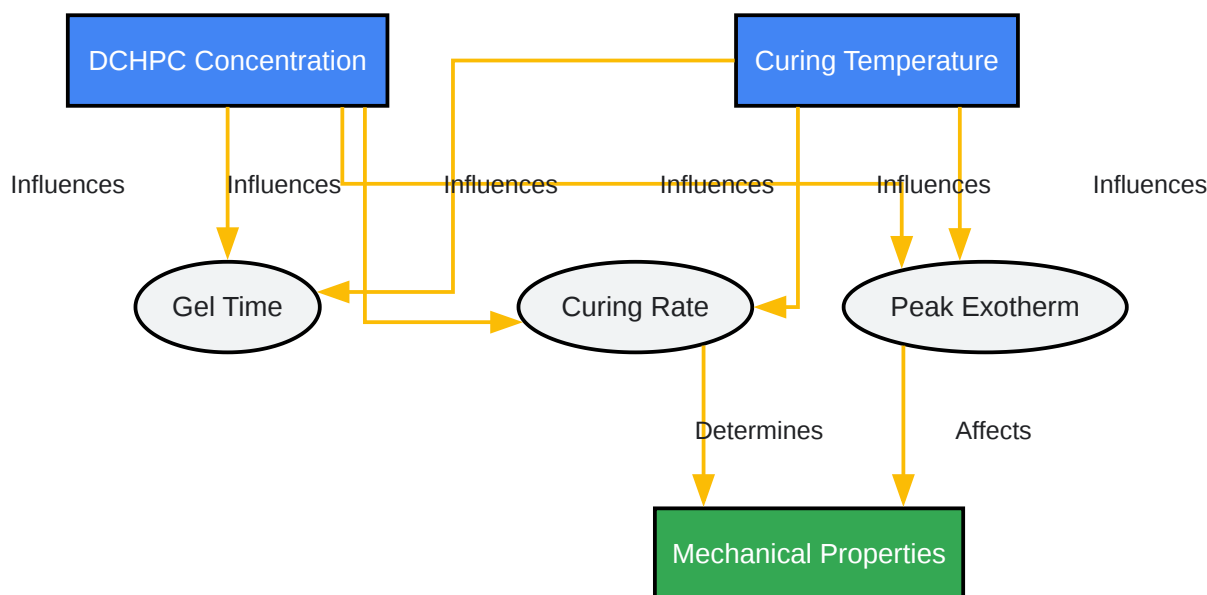 DCHPC Concentration
Curing Temperature
Influences
Influences
Influences
Influences
Influences
Influences
Gel Time
Curing Rate
Peak Exotherm
Determines
Affects
Mechanical Properties